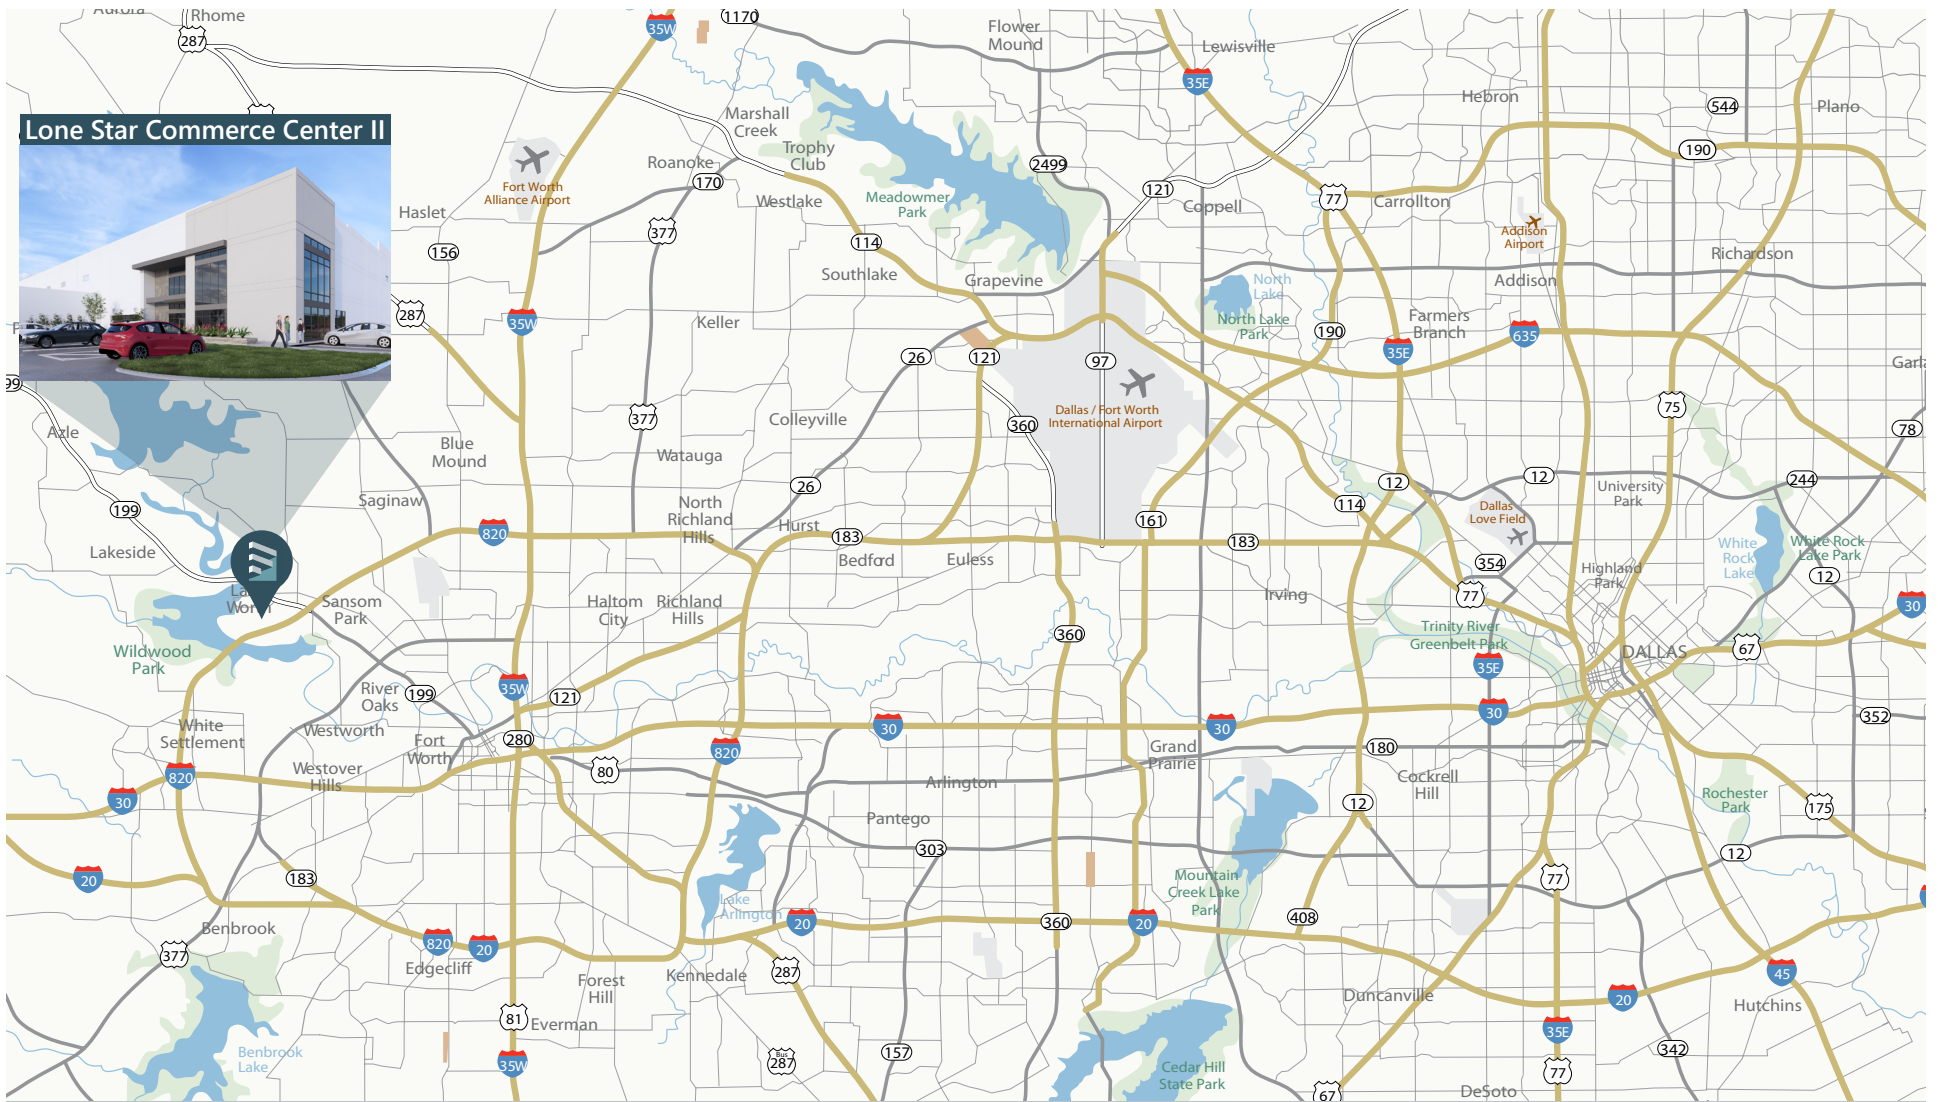 Aurora
Rhome
287
35W
1170
Flower
Mound
Lewisville
35E
Hebron
544
Plano
Lone Star Commerce Center II
Marshall
Creek
Trophy
Club
Roanoke
170
2499
190
Fort Worth
Alliance Airport
Westlake
Meadowmer
Park
121
77
Carrollton
Coppell
Haslet
156
377
114
Addison
Airport
Southlake
Grapevine
Richardson
Addison
North
Lake
North Lake
Park
287
35W
Keller
190
Farmers
Branch
635
35E
26
121
97
Dallas / Fort Worth
International Airport
75
377
Colleyville
360
78
Azle
Blue
Mound
Watauga
Saginaw
26
12
12
University
Park
244
199
North
Richland
Hills
114
Dallas
Love Field
820
Hurst
183
161
183
Lakeside
Bedford
Euless
354
Highland
Park
White
Rock
Lake
White Rock
Lake Park
12
Sansom
Park
Haltom
City
Richland
Hills
Irving
77
30
Wildwood
Park
360
Trinity River
Greenbelt Park
35E
DALLAS
67
River
Oaks
199
35W
121
White
Settlement
Westworth
Fort
Worth
280
30
30
30
352
820
Grand
Prairie
180
820
Westover
Hills
80
Arlington
Cockrell
Hill
30
12
Rochester
Park
175
Pantego
303
12
20
183
Mountain
Creek Lake
Park
77
Lake
Arlington
20
360
20
408
Benbrook
377
820
20
Edgecliff
Forest
Hill
Kennedale
287
45
Duncanville
20
Hutchins
81
Everman
35E
Benbrook
Lake
35W
Bus
287
157
342
Cedar Hill
State Park
77
67
DeSoto